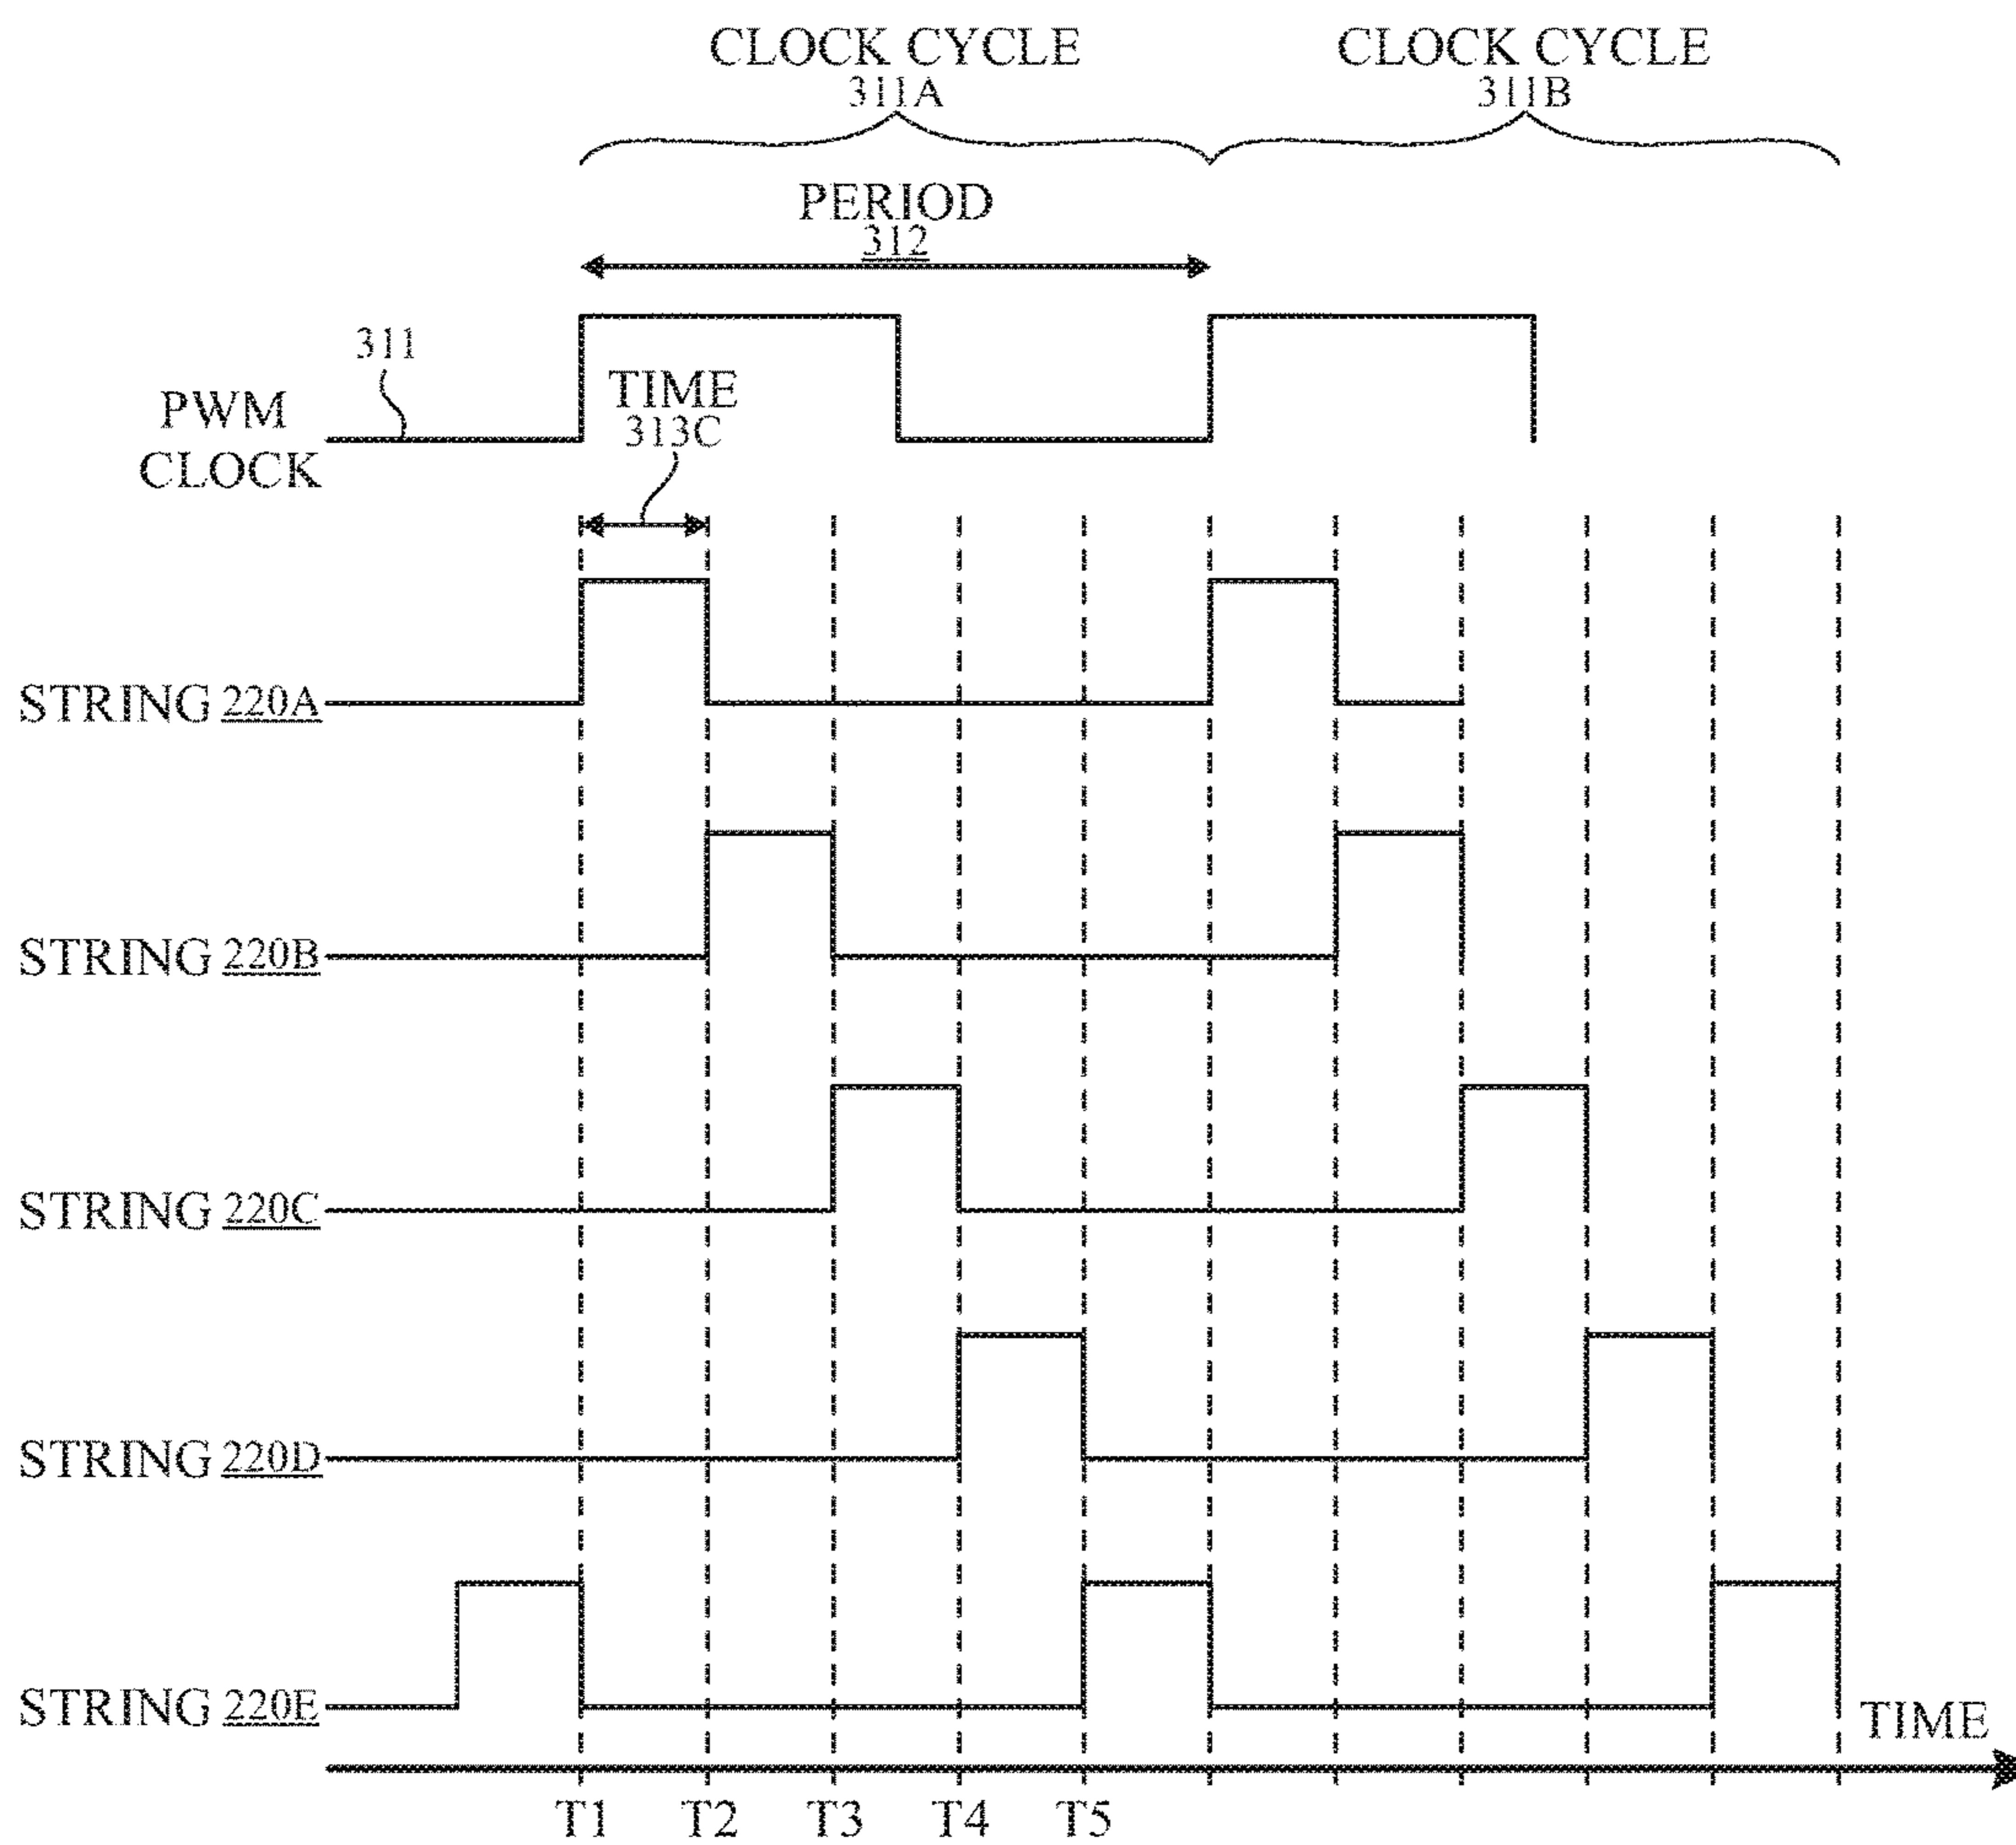 CLOCK CYCLE
311A
CLOCK CYCLE
311B
PERIOD
312
311
PWM
CLOCK
TIME
313C
STRING 220A
STRING 220B
STRING 220C
STRING 220D
STRING 220E
TIME
T1 T2 T3 T4 T5